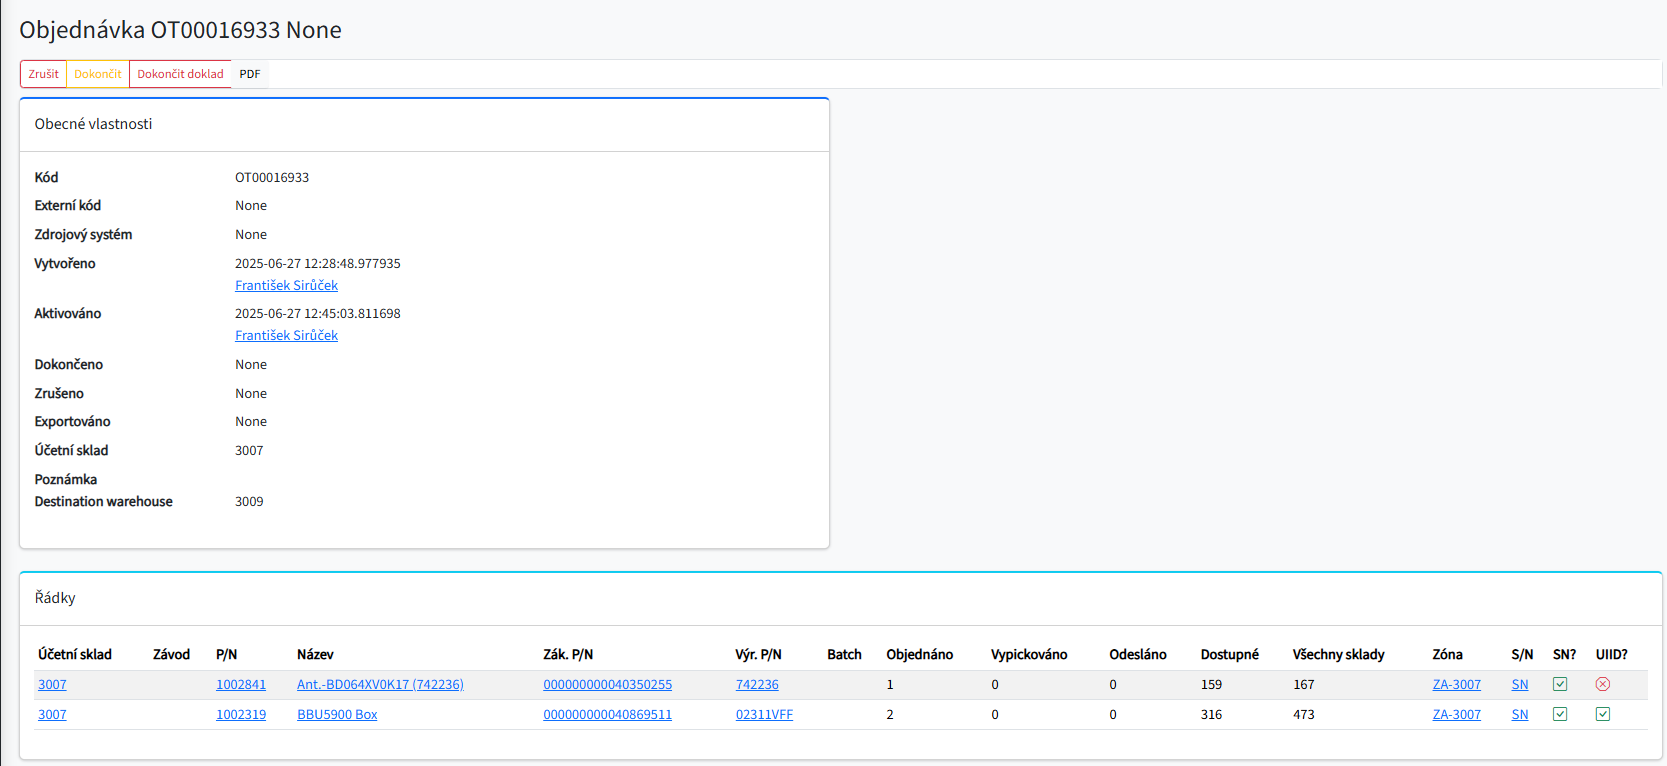 Objednávka OT00016933 None
Zrušit Dokončit Dokončit doklad PDF
Obecné vlastnosti
Kód OT00016933
Externí kód None
Zdrojový systém None
Vytvořeno 2025-06-27 12:28:48.977935
František Sirůček
Aktivováno 2025-06-27 12:45:03.811698
František Sirůček
Dokončeno None
Zrušeno None
Exportováno None
Účetní sklad 3007
Poznámka
Destination warehouse 3009
Řádky
Účetní sklad Závod P/N Název Zák. P/N Výr. P/N Batch Objednáno Vypickováno Odesláno Dostupné Všechny sklady Zóna S/N SN? UIID?
3007 1002841 Ant.-BD064XV0K17 (742236) 000000000040350255 742236 1 0 0 159 167 ZA-3007 SN
3007 1002319 BBU5900 Box 000000000040869511 02311VFF 2 0 0 316 473 ZA-3007 SN